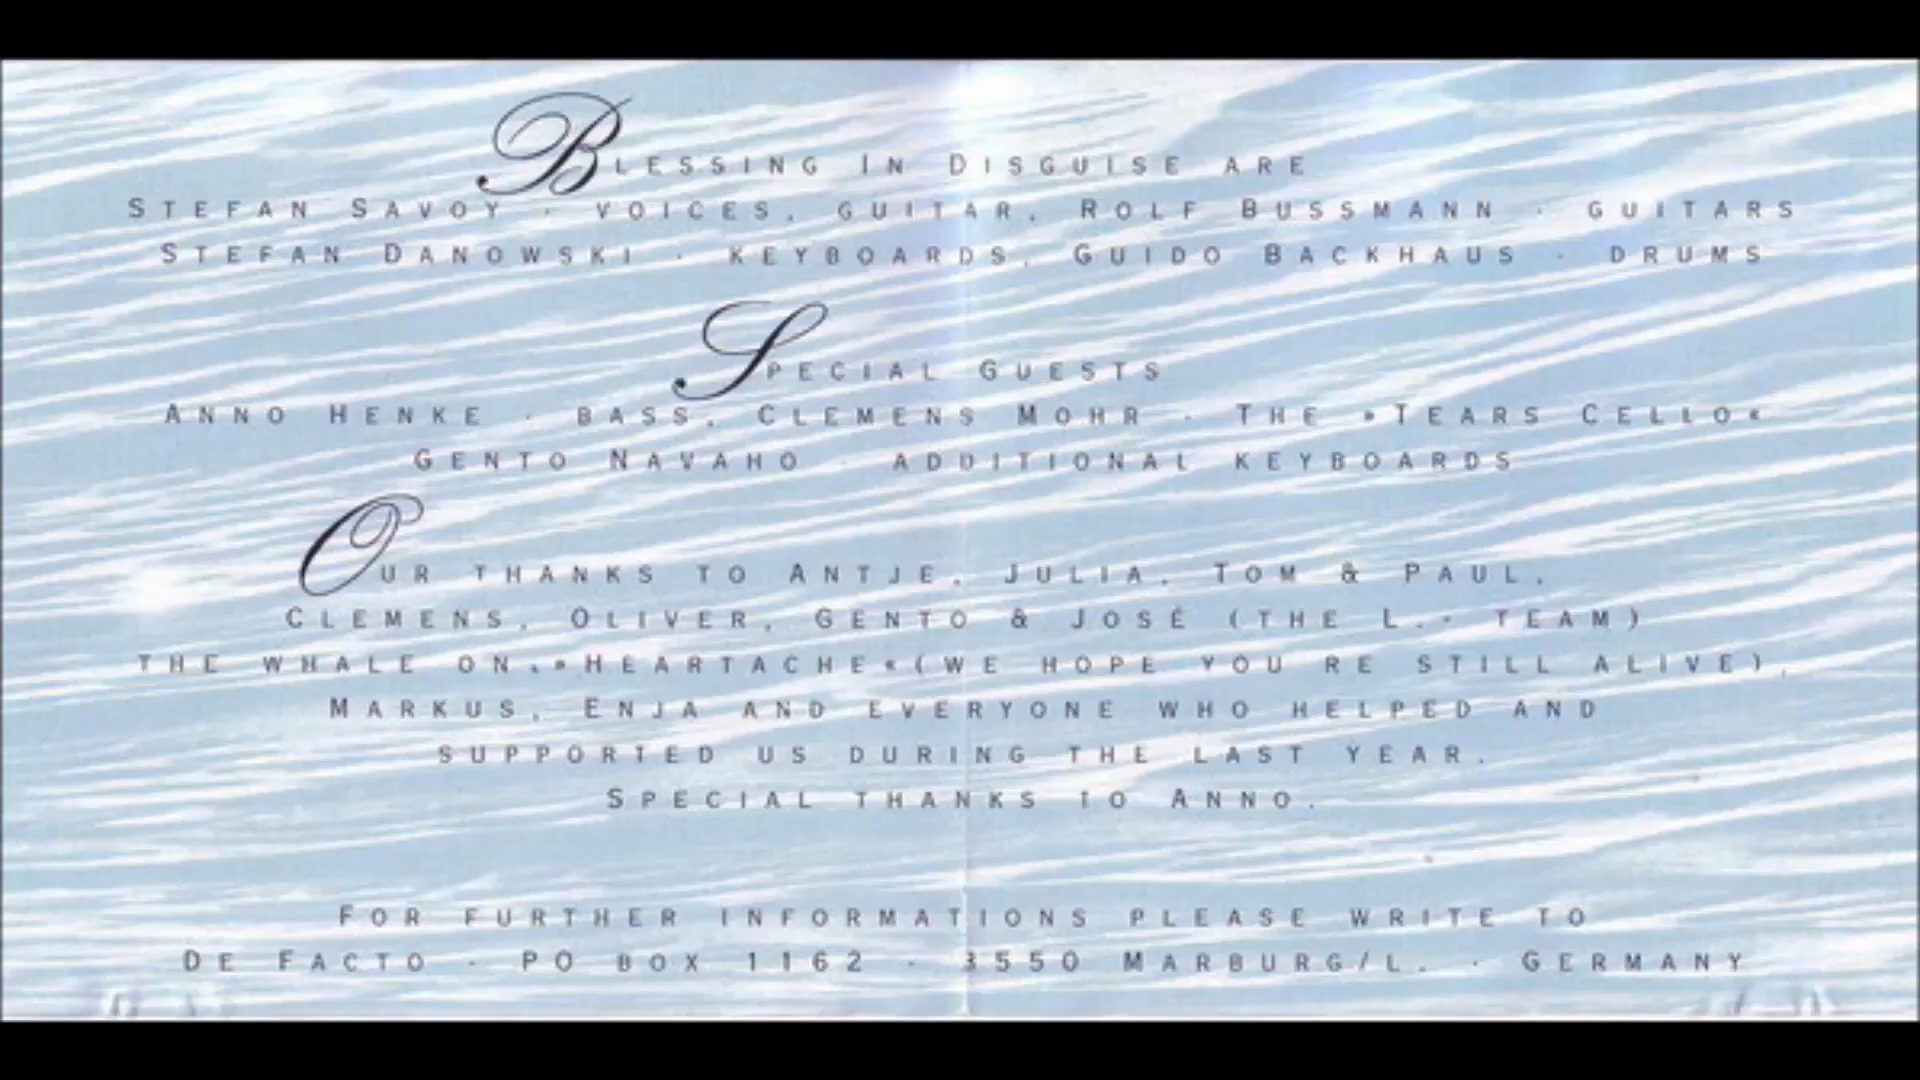 Blessing In Disguise are
Stefan Savoy · voices, guitar, Rolf Bussmann · guitars
Stefan Danowski · keyboards, Guido Backhaus · drums
Special Guests
Anno Henke · bass, Clemens Mohr · The »Tears Cello«
Gento Navaho · additional keyboards
Our thanks to Antje, Julia, Tom & Paul,
Clemens, Oliver, Gento & José (the L.- team)
the whale on »Heartache« (we hope you re still alive),
Markus, Enja and everyone who helped and
supported us during the last year.
Special thanks to Anno.
For further informations please write to
De Facto - PO box 1162 · 3550 Marburg/L. · Germany